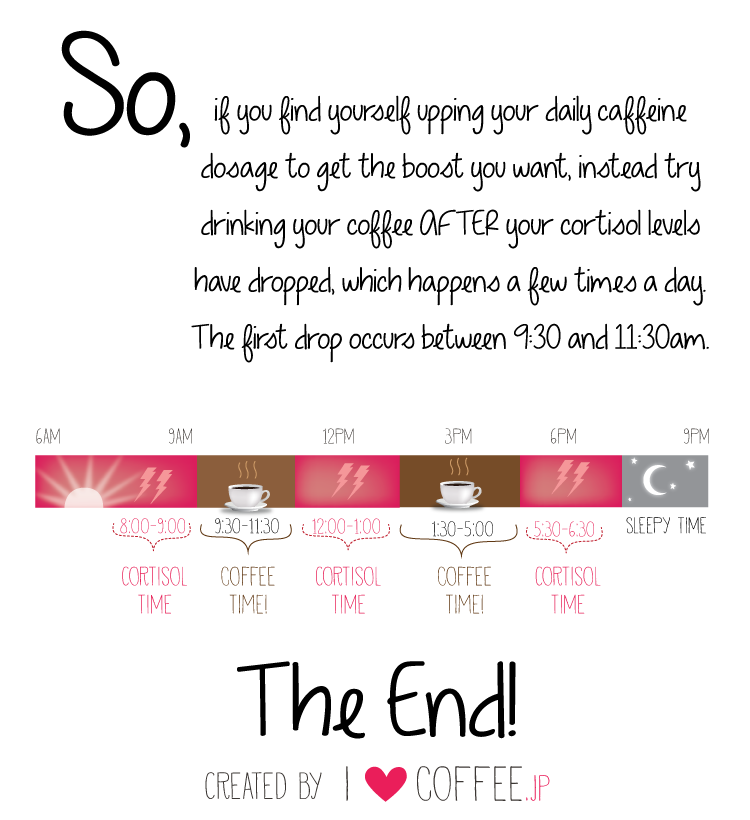 So,
if you find yourself upping your daily caffeine
dosage to get the boost you want, instead try
drinking your coffee AFTER your cortisol levels
have dropped, which happens a few times a day.
The first drop occurs between 9:30 and 11:30am.
6AM 9AM 12PM 3PM 6PM 9PM
8:00-9:00 9:30-11:30 12:00-1:00 1:30-5:00 5:30-6:30 SLEEPY TIME
CORTISOL COFFEE CORTISOL COFFEE CORTISOL
TIME TIME! TIME TIME! TIME
The End!
CREATED BY I COFFEE.JP